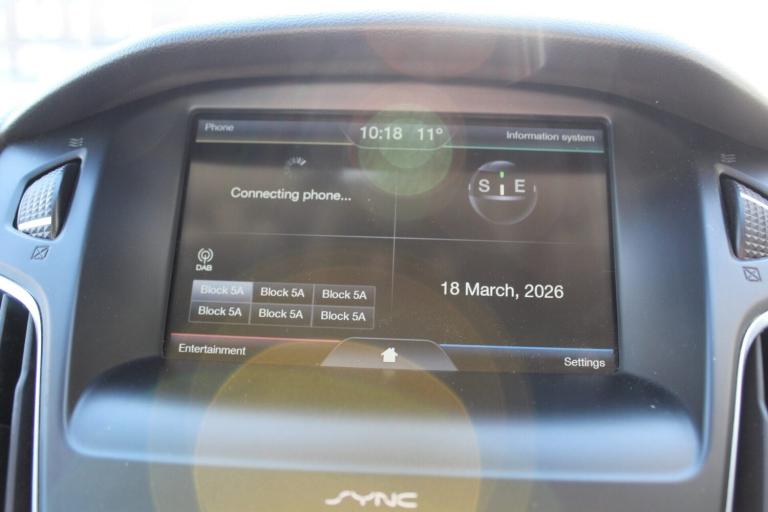 Phone
10:18 11°
Information system
Connecting phone...
S E
DAB
Block 5A Block 5A Block 5A
Block 5A Block 5A Block 5A
18 March, 2026
Entertainment
Settings
SYNC